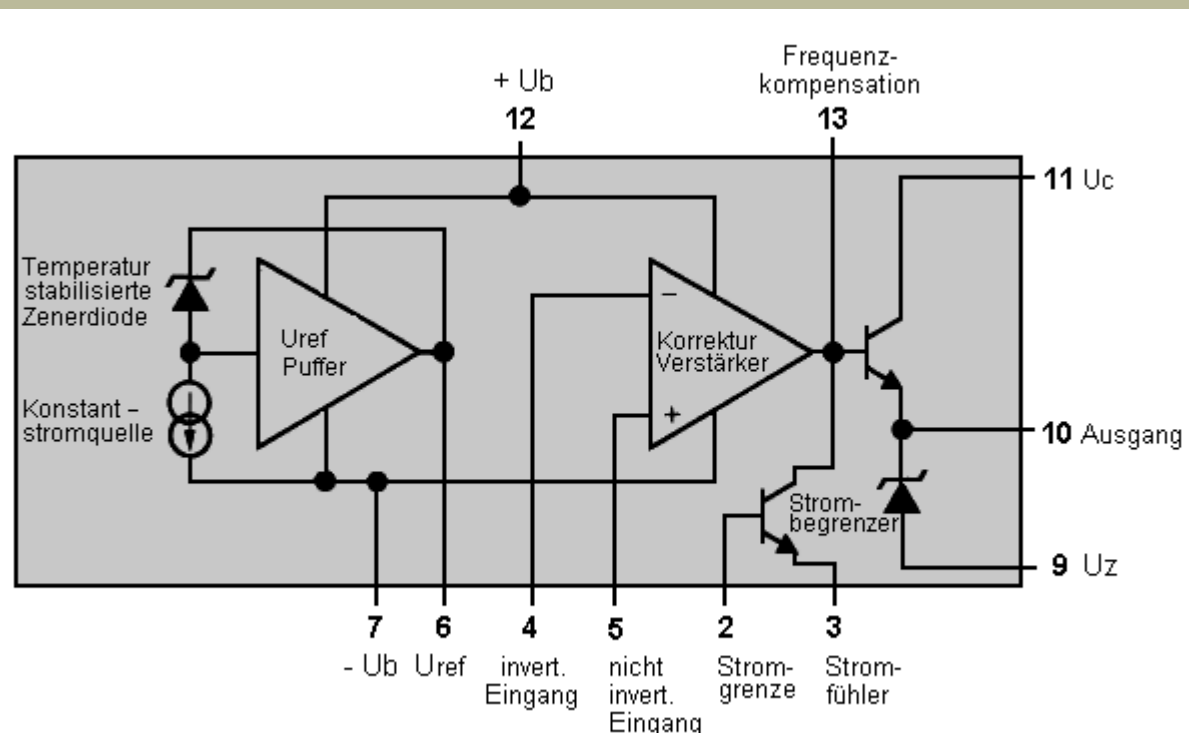 Frequenz-
kompensation
13
+ Ub
12
11 Uc
Temperatur
stabilisierte
Zenerdiode
Uref
Puffer
−
Korrektur
Verstärker
+
Konstant –
stromquelle
10 Ausgang
Strom-
begrenzer
9 Uz
7 6 4 5 2 3
- Ub Uref
invert.
Eingang
nicht
invert.
Eingang
Strom-
grenze
Strom-
fühler